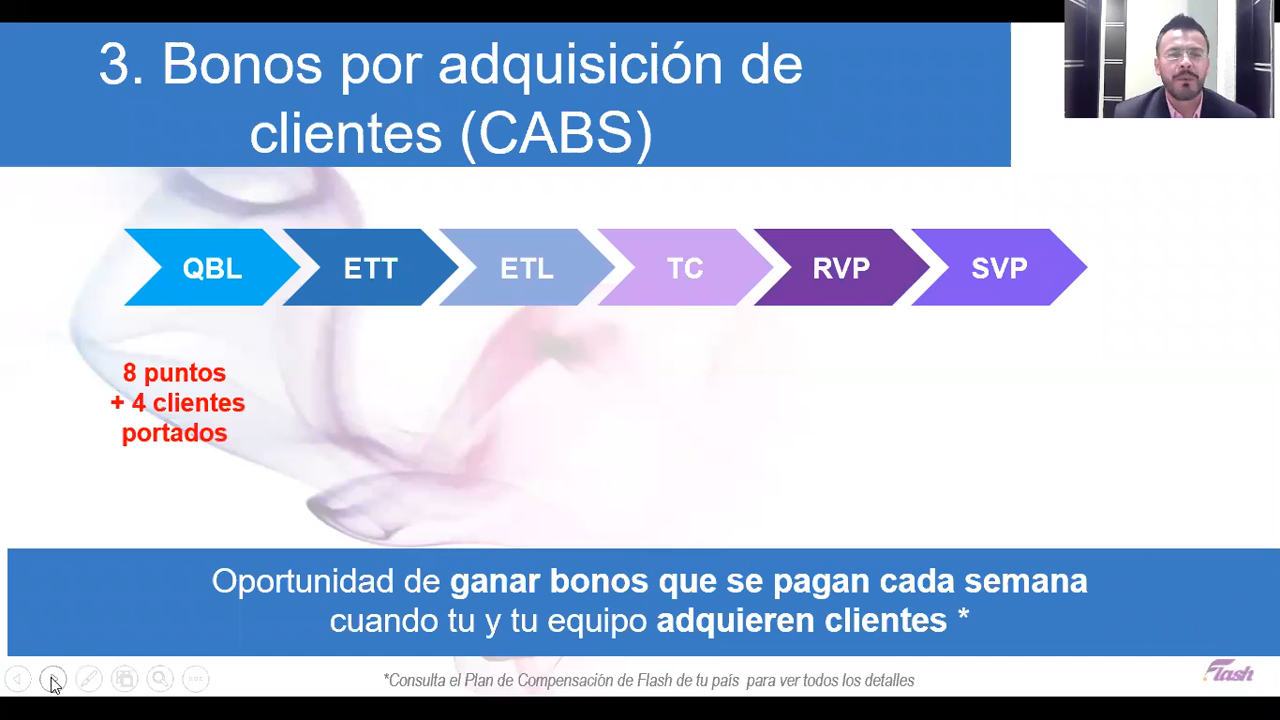 3. Bonos por adquisición de
clientes (CABS)
QBL
ETT
ETL
TC
RVP
SVP
8 puntos
+ 4 clientes
portados
Oportunidad de ganar bonos que se pagan cada semana
cuando tu y tu equipo adquieren clientes *
*Consulta el Plan de Compensación de Flash de tu país para ver todos los detalles
Flash